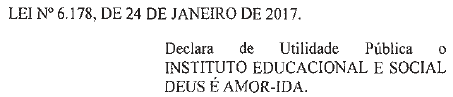 LEI Nº 6.178, DE 24 DE JANEIRO DE 2017.
Declara de Utilidade Pública o
INSTITUTO EDUCACIONAL E SOCIAL
DEUS É AMOR-IDA.